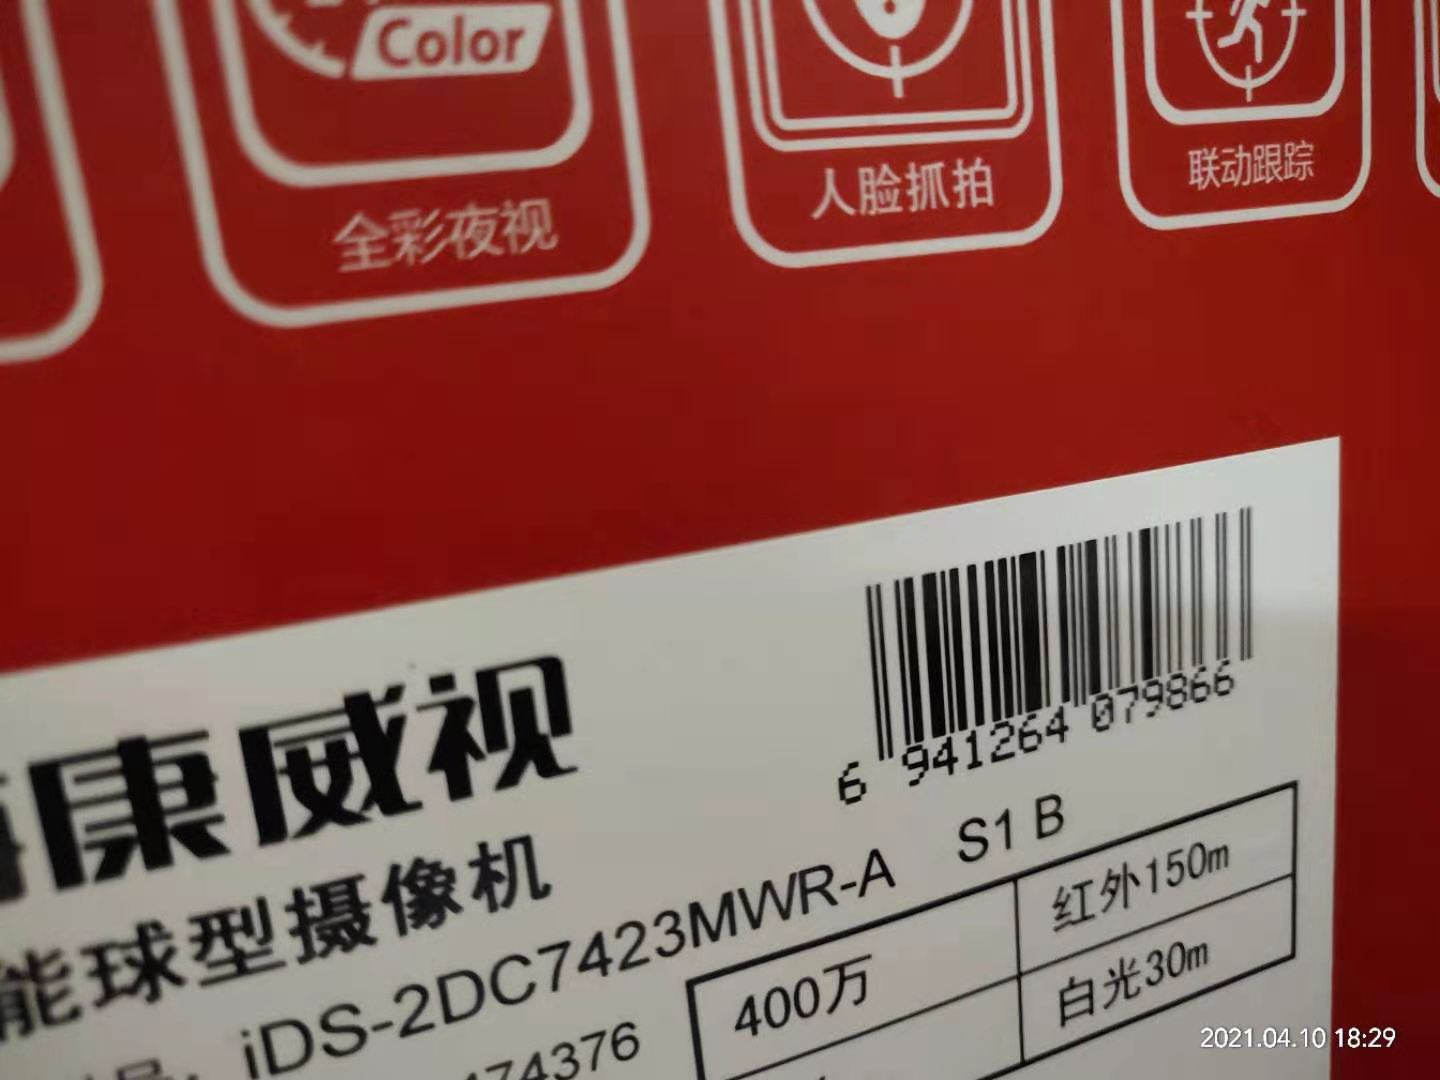 Color
全彩夜视
人脸抓拍
联动跟踪
6 941264 079866
康威视
能球型摄像机
iDS-2DC7423MWR-A S1 B
400万
红外150m
白光30m
474376
2021.04.10 18:29